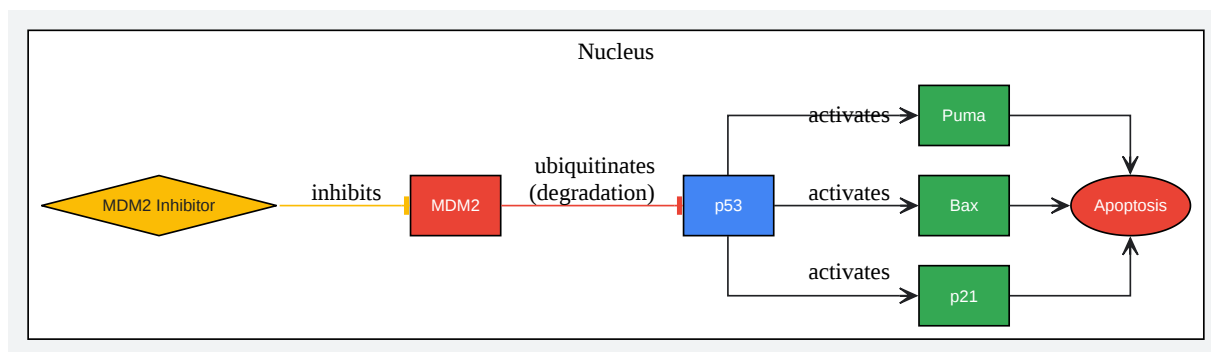 Nucleus
MDM2 Inhibitor
inhibits
MDM2
ubiquitinates
(degradation)
p53
activates
Puma
activates
Bax
activates
p21
Apoptosis